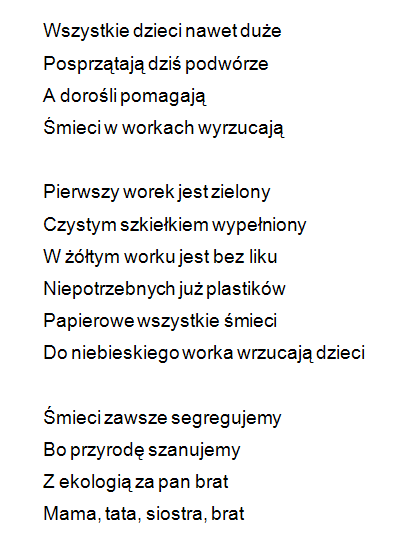 Wszystkie dzieci nawet duże
Posprzątają dziś podwórze
A dorośli pomagają
Śmieci w workach wyrzucają
Pierwszy worek jest zielony
Czystym szkiełkiem wypełniony
W żółtym worku jest bez liku
Niepotrzebnych już plastików
Papierowe wszystkie śmieci
Do niebieskiego worka wrzucają dzieci
Śmieci zawsze segregujemy
Bo przyrodę szanujemy
Z ekologią za pan brat
Mama, tata, siostra, brat